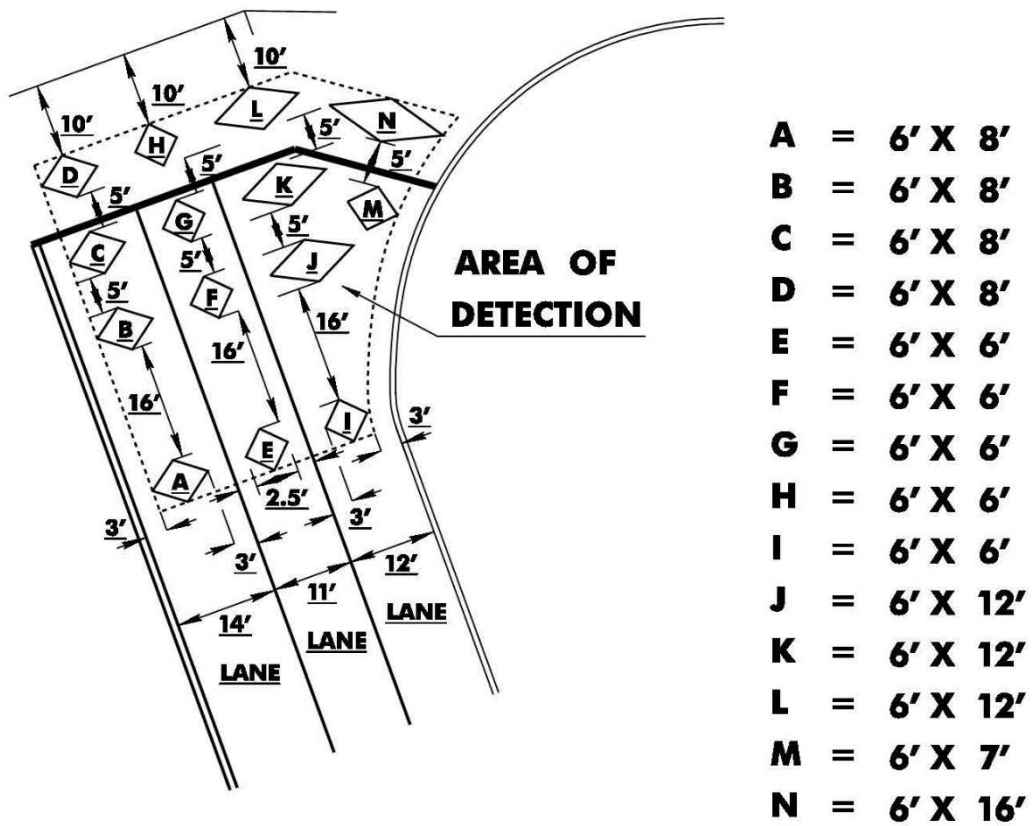 10'
10'
10'
L
N
H
5'
D
5'
5'
5'
K
M
G
C
5'
J
5'
5'
F
B
AREA OF
DETECTION
16'
16'
16'
I
E
A
3'
2.5'
3'
3'
3'
12'
11'
14'
LANE
LANE
LANE
A = 6' X 8'
B = 6' X 8'
C = 6' X 8'
D = 6' X 8'
E = 6' X 6'
F = 6' X 6'
G = 6' X 6'
H = 6' X 6'
I = 6' X 6'
J = 6' X 12'
K = 6' X 12'
L = 6' X 12'
M = 6' X 7'
N = 6' X 16'